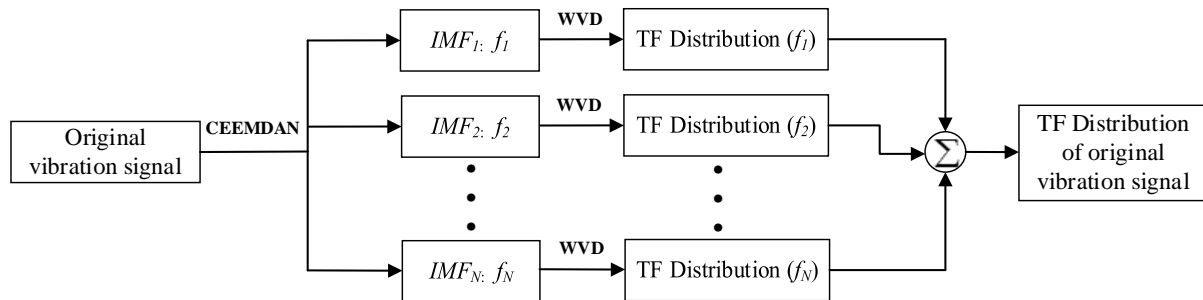 Original
vibration signal
CEEMDAN
IMF1: f1
WVD
TF Distribution (f1)
IMF2: f2
WVD
TF Distribution (f2)
IMFN: fN
WVD
TF Distribution (fN)
Σ
TF Distribution
of original
vibration signal